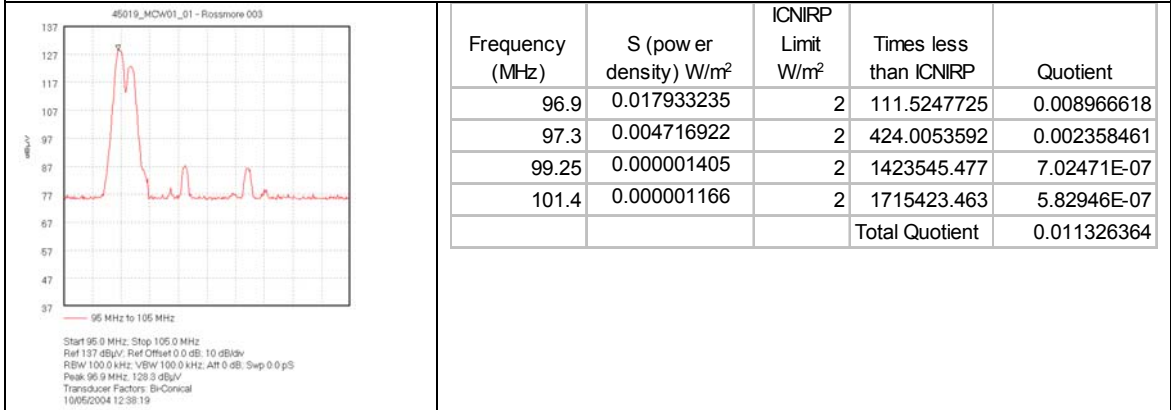 45019_MCW01_01 - Rossmore 003
137
127
117
107
97
87
77
67
57
47
37
dBµV
95 MHz to 105 MHz
Start 95.0 MHz; Stop 105.0 MHz
Ref 137 dBµV; Ref Offset 0.0 dB; 10 dB/div
RBW 100.0 kHz; VBW 100.0 kHz; Att 0 dB; Swp 0.0 pS
Peak 96.9 MHz, 128.3 dBµV
Transducer Factors: Bi-Conical
10/05/2004 12:38:19
Frequency (MHz) S (pow er density) W/m² ICNIRP Limit W/m² Times less than ICNIRP Quotient
96.9 0.017933235 2 111.5247725 0.008966618
97.3 0.004716922 2 424.0053592 0.002358461
99.25 0.000001405 2 1423545.477 7.02471E-07
101.4 0.000001166 2 1715423.463 5.82946E-07
Total Quotient 0.011326364